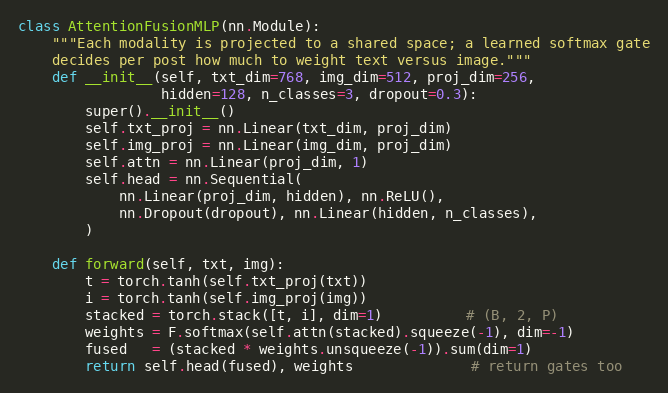 class AttentionFusionMLP(nn.Module):
    """Each modality is projected to a shared space; a learned softmax gate
    decides per post how much to weight text versus image."""
    def __init__(self, txt_dim=768, img_dim=512, proj_dim=256,
                 hidden=128, n_classes=3, dropout=0.3):
        super().__init__()
        self.txt_proj = nn.Linear(txt_dim, proj_dim)
        self.img_proj = nn.Linear(img_dim, proj_dim)
        self.attn = nn.Linear(proj_dim, 1)
        self.head = nn.Sequential(
            nn.Linear(proj_dim, hidden), nn.ReLU(),
            nn.Dropout(dropout), nn.Linear(hidden, n_classes),
        )

    def forward(self, txt, img):
        t = torch.tanh(self.txt_proj(txt))
        i = torch.tanh(self.img_proj(img))
        stacked = torch.stack([t, i], dim=1)          # (B, 2, P)
        weights = F.softmax(self.attn(stacked).squeeze(-1), dim=-1)
        fused   = (stacked * weights.unsqueeze(-1)).sum(dim=1)
        return self.head(fused), weights              # return gates too